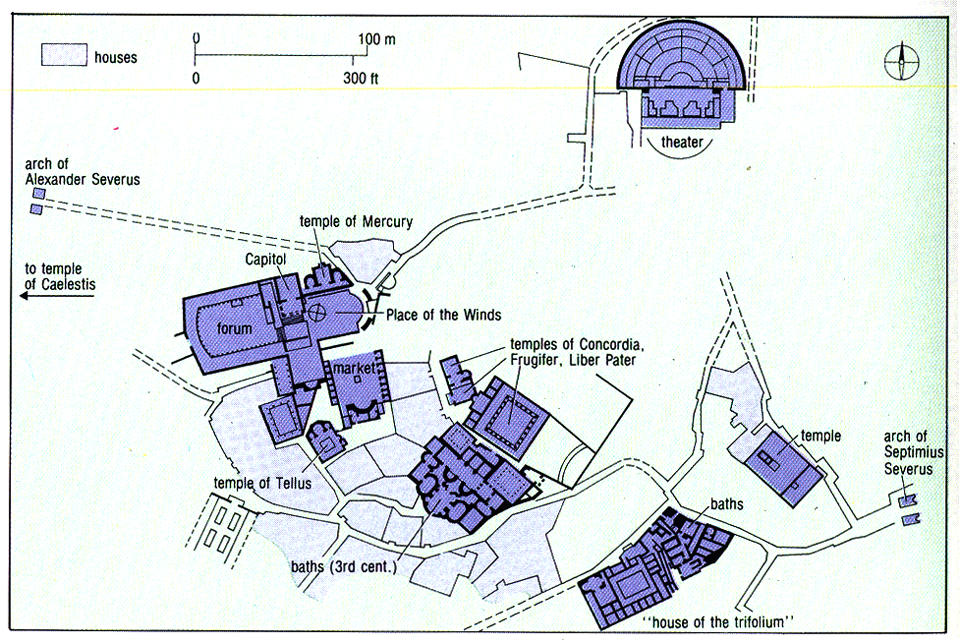 houses
0 100 m
0 300 ft
theater
arch of
Alexander Severus
temple of Mercury
Capitol
to temple
of Caelestis
forum
Place of the Winds
market
temples of Concordia,
Frugifer, Liber Pater
temple
arch of
Septimius
Severus
temple of Tellus
baths
baths (3rd cent.)
"house of the trifolium"